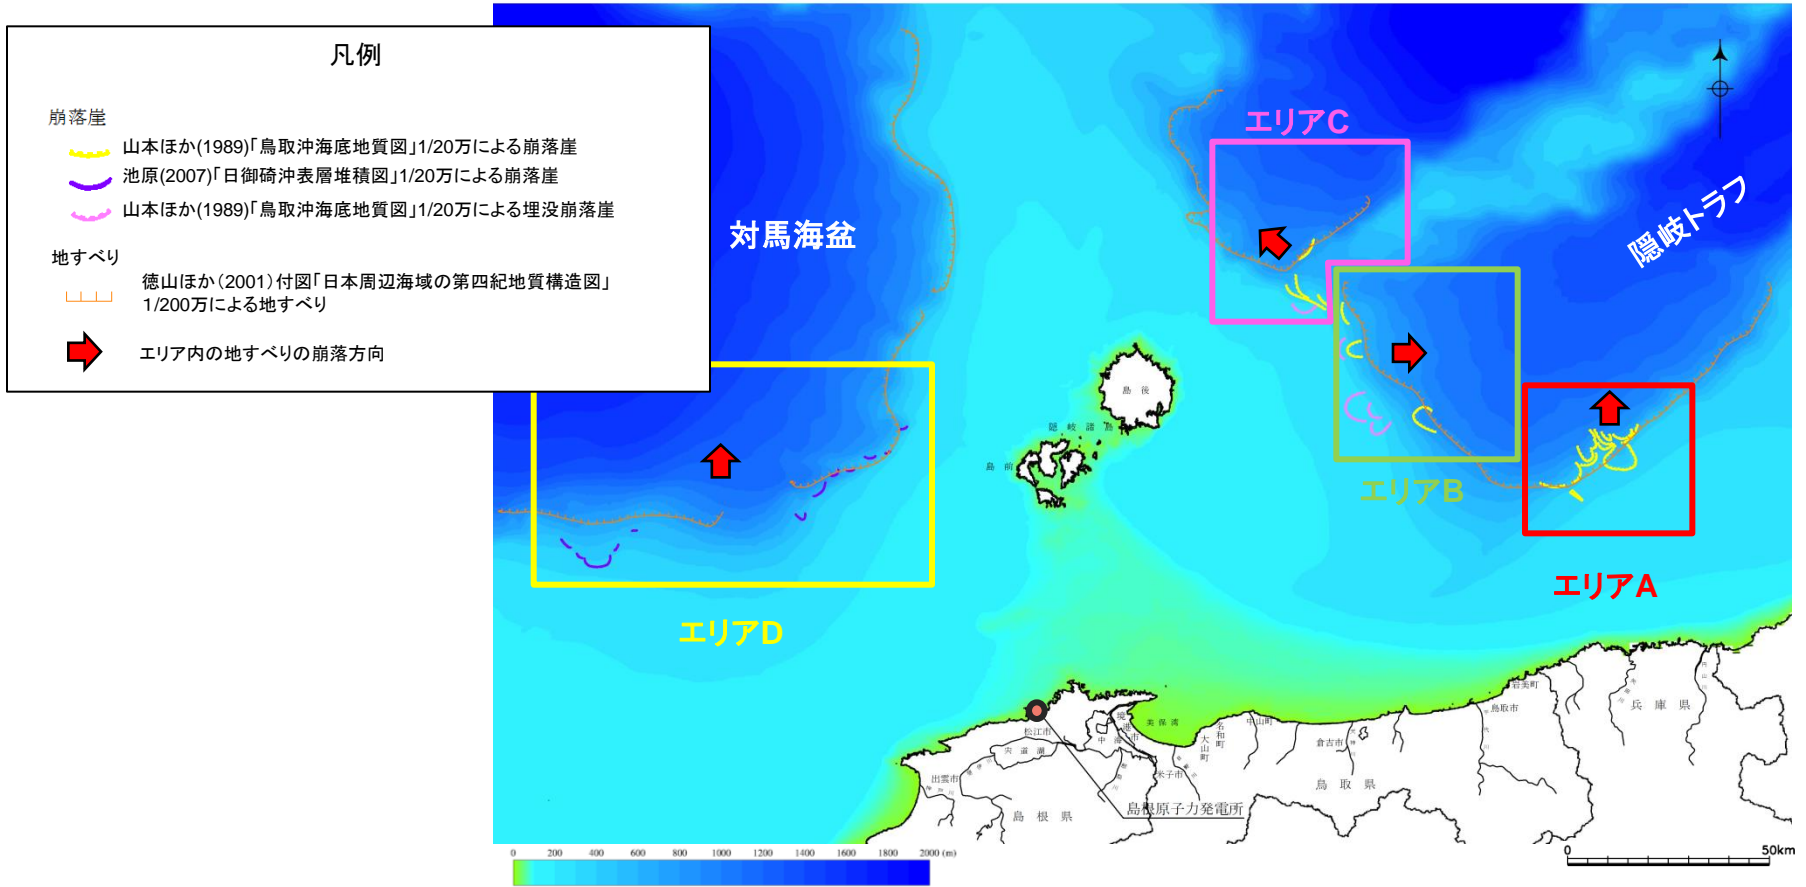 凡例
崩落崖
山本ほか(1989)「鳥取沖海底地質図」1/20万による崩落崖
池原(2007)「日御碕沖表層堆積図」1/20万による崩落崖
山本ほか(1989)「鳥取沖海底地質図」1/20万による埋没崩落崖
地すべり
徳山ほか(2001)付図「日本周辺海域の第四紀地質構造図」
1/200万による地すべり
エリア内の地すべりの崩落方向
対馬海盆
エリアC
隠岐トラフ
島後
隠岐諸島
島前
エリアB
エリアA
エリアD
岩美町
鳥取市
兵庫県
松江市
宍道湖
中海
境港市
美保湾
大山町
名和町
中山町
倉吉市
米子市
出雲市
鳥取県
島根県
島根原子力発電所
0 200 400 600 800 1000 1200 1400 1600 1800 2000 (m)
0 50km